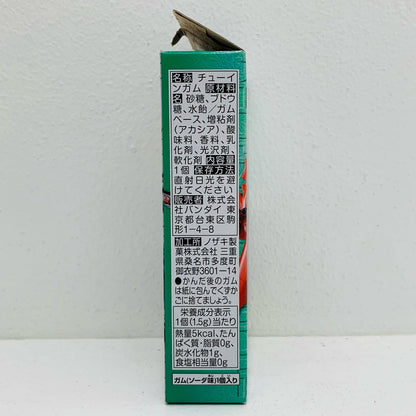 名称 チューイ
ンガム 原材料
名 砂糖、ブドウ
糖、水飴／ガム
ベース、増粘剤
(アカシア)、酸
味料、香料、乳
化剤、光沢剤、
軟化剤 内容量
1個 保存方法
直射日光を避
けてください
販売者 株式会
社バンダイ 東
京都台東区駒
形1-4-8
加工所 ノザキ製
菓株式会社 三重
県桑名市多度町
御衣野3601-14
●かんだ後のガム
は紙に包んでくずか
ごに捨てましょう。
栄養成分表示
1個(1.5g)当たり
熱量5kcal、たん
ぱく質・脂質0g、
炭水化物1g、
食塩相当量0g
ガム(ソーダ味)1個入り